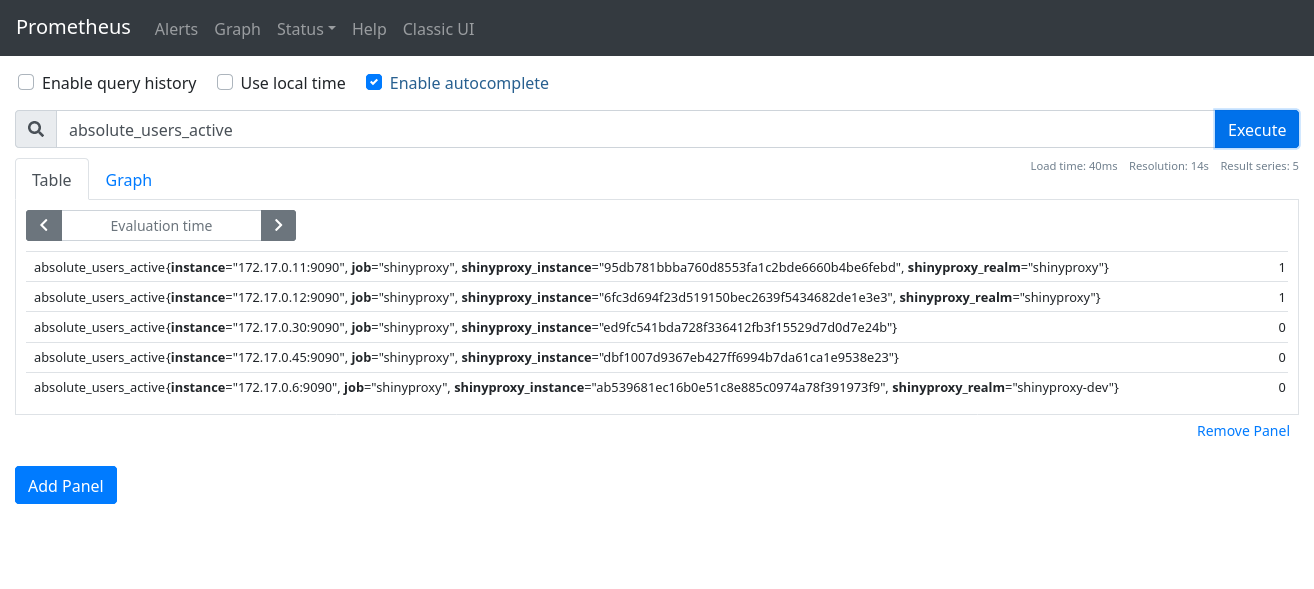 Prometheus Alerts Graph Status Help Classic UI
Enable query history Use local time Enable autocomplete
absolute_users_active Execute
Load time: 40ms Resolution: 14s Result series: 5
Table Graph
Evaluation time
absolute_users_active{instance="172.17.0.11:9090", job="shinyproxy", shinyproxy_instance="95db781bbba760d8553fa1c2bde6660b4be6febd", shinyproxy_realm="shinyproxy"} 1
absolute_users_active{instance="172.17.0.12:9090", job="shinyproxy", shinyproxy_instance="6fc3d694f23d519150bec2639f5434682de1e3e3", shinyproxy_realm="shinyproxy"} 1
absolute_users_active{instance="172.17.0.30:9090", job="shinyproxy", shinyproxy_instance="ed9fc541bda728f336412fb3f15529d7d0d7e24b"} 0
absolute_users_active{instance="172.17.0.45:9090", job="shinyproxy", shinyproxy_instance="dbf1007d9367eb427ff6994b7da61ca1e9538e23"} 0
absolute_users_active{instance="172.17.0.6:9090", job="shinyproxy", shinyproxy_instance="ab539681ec16b0e51c8e885c0974a78f391973f9", shinyproxy_realm="shinyproxy-dev"} 0
Remove Panel
Add Panel